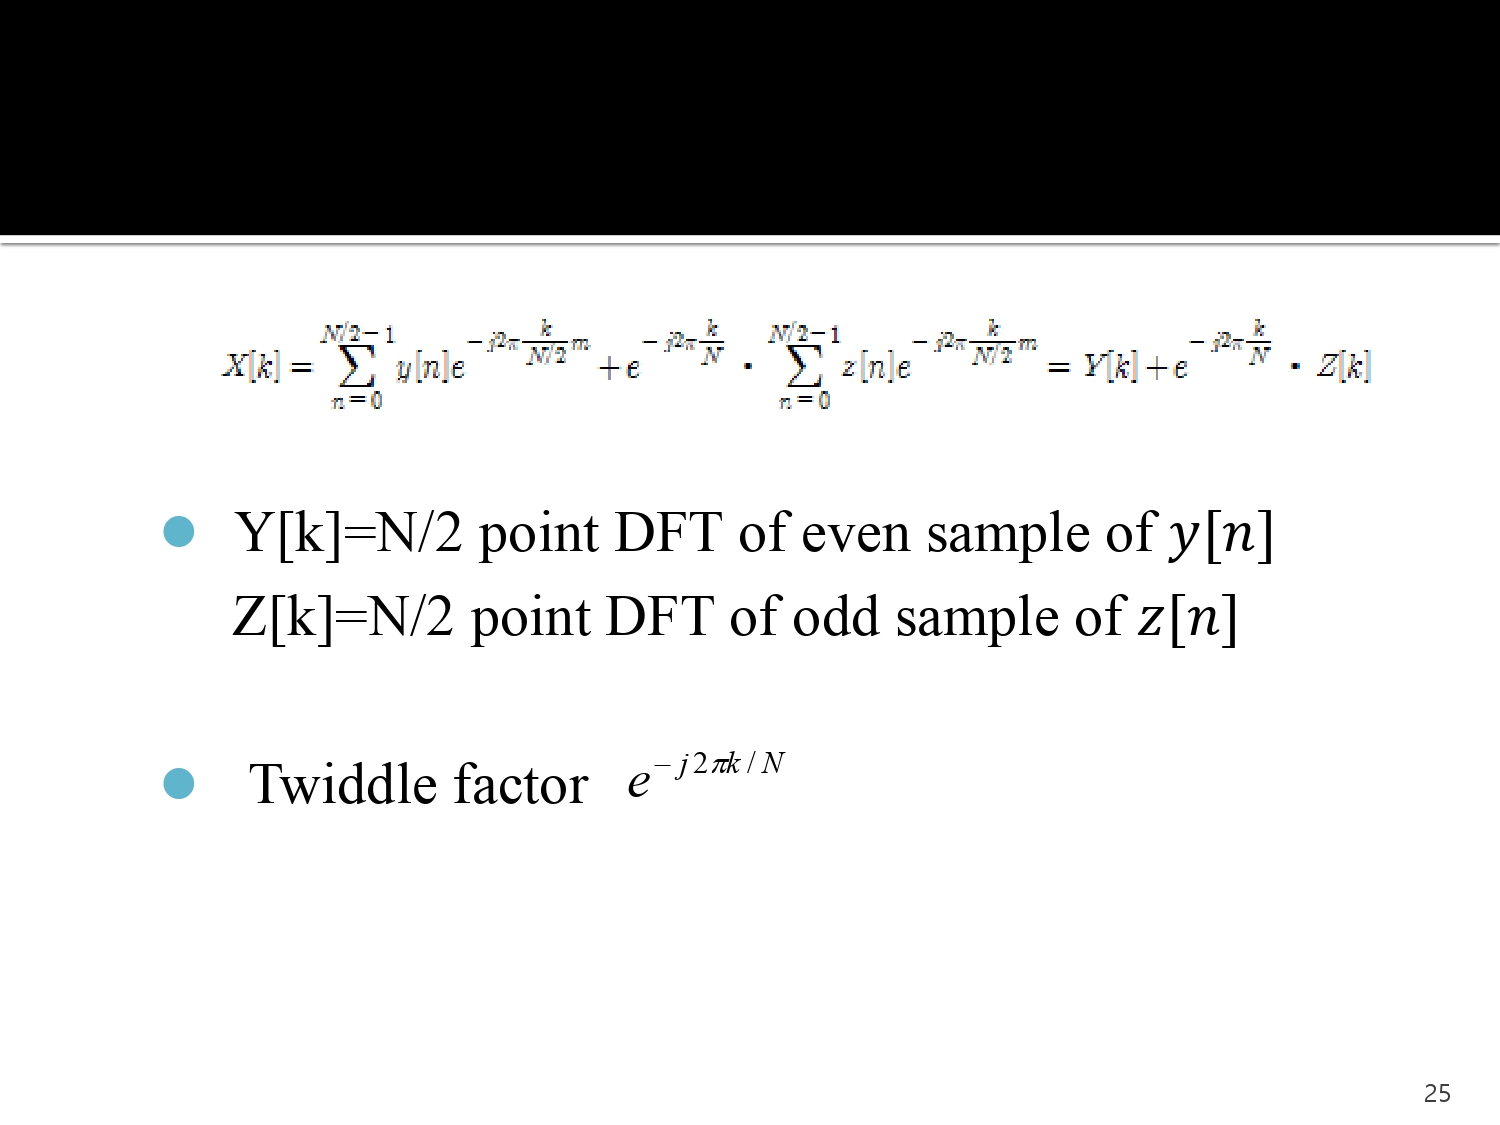 X[k] = \sum_{n=0}^{N/2-1} y[n]e^{-j2\pi\frac{k}{N/2}m} + e^{-j2\pi\frac{k}{N}} \cdot \sum_{n=0}^{N/2-1} z[n]e^{-j2\pi\frac{k}{N/2}m} = Y[k] + e^{-j2\pi\frac{k}{N}} \cdot Z[k]
Y[k]=N/2 point DFT of even sample of y[n]
Z[k]=N/2 point DFT of odd sample of z[n]
Twiddle factor e^{-j2\pi k/N}
25